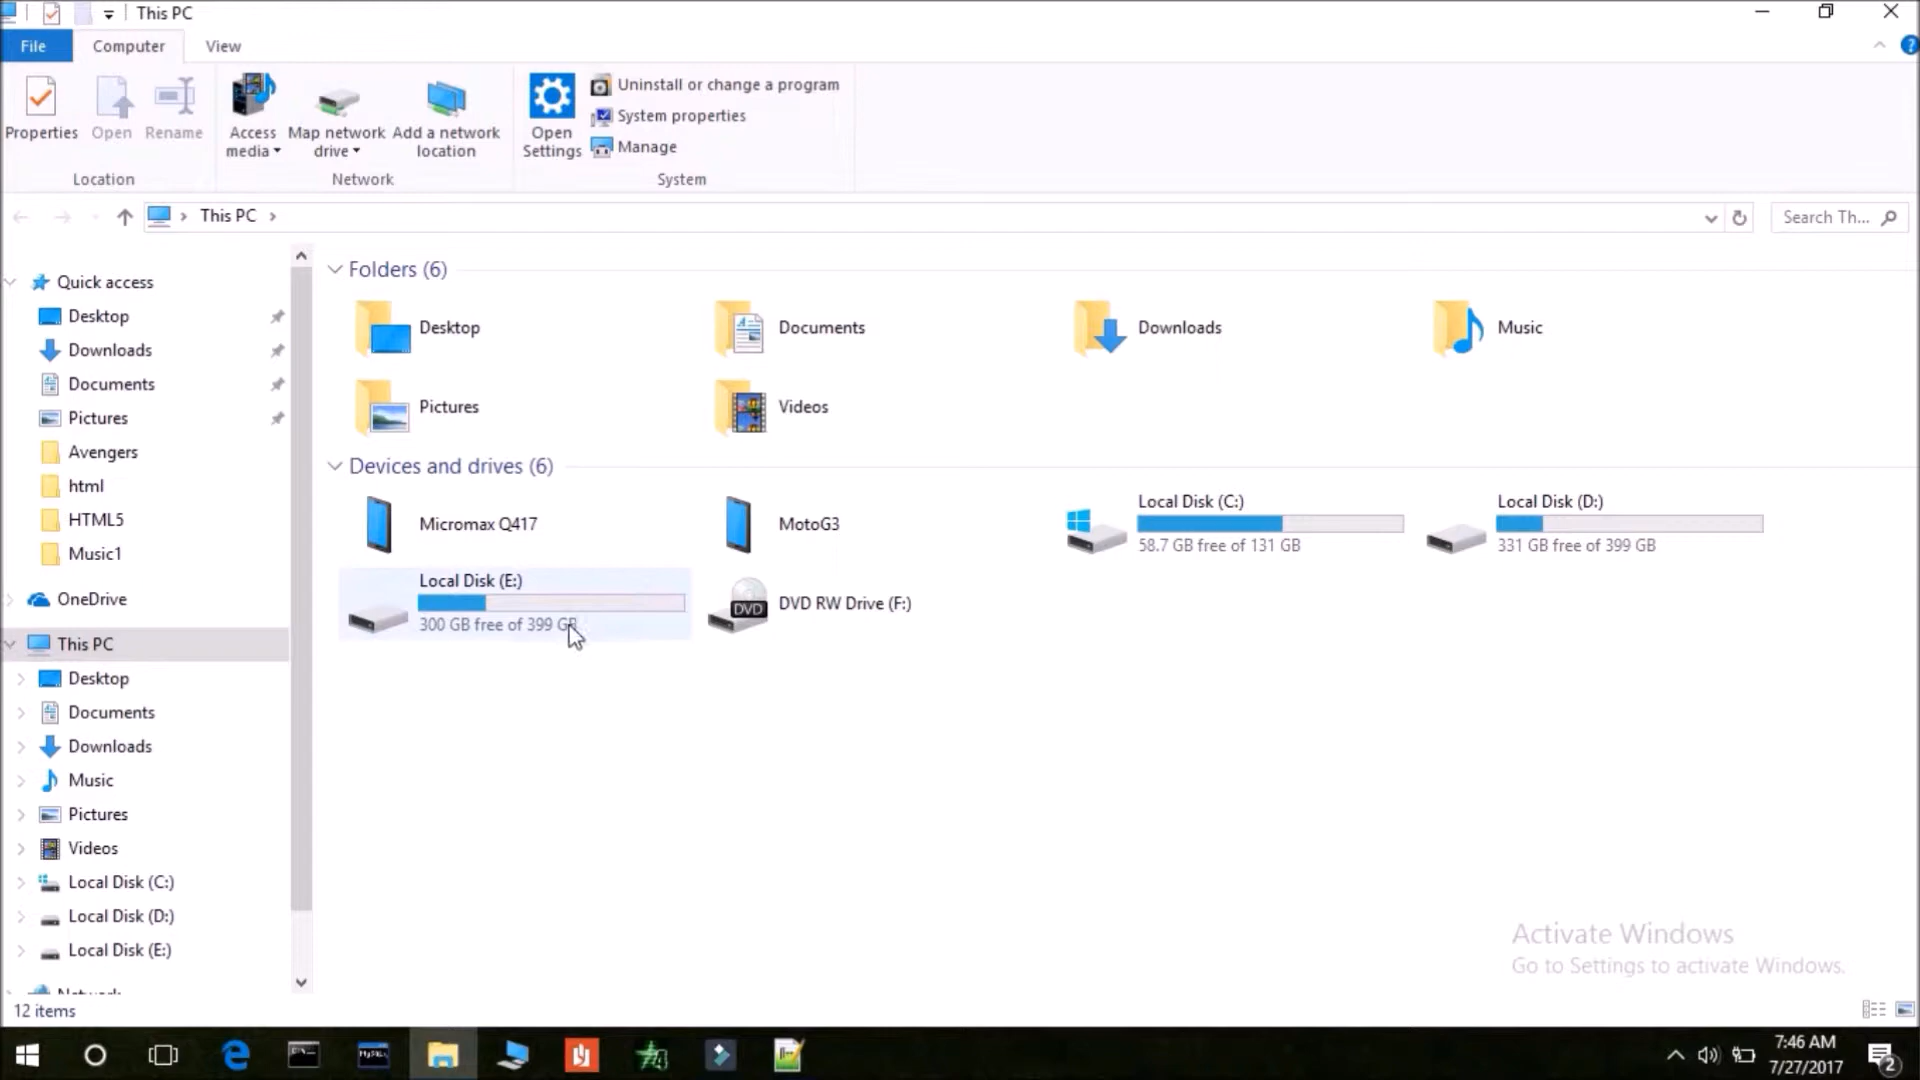 This PC
File
Computer
View
Properties
Open
Rename
Access media
Map network drive
Add a network location
Open Settings
Uninstall or change a program
System properties
Manage
Location
Network
System
This PC
Search Th...
Quick access
Desktop
Downloads
Documents
Pictures
Avengers
html
HTML5
Music1
OneDrive
This PC
Desktop
Documents
Downloads
Music
Pictures
Videos
Local Disk (C:)
Local Disk (D:)
Local Disk (E:)
Folders (6)
Desktop
Documents
Downloads
Music
Pictures
Videos
Devices and drives (6)
Micromax Q417
MotoG3
Local Disk (C:)
58.7 GB free of 131 GB
Local Disk (D:)
331 GB free of 399 GB
Local Disk (E:)
300 GB free of 399 GB
DVD
DVD RW Drive (F:)
Activate Windows
Go to Settings to activate Windows.
12 items
7:46 AM
7/27/2017
2